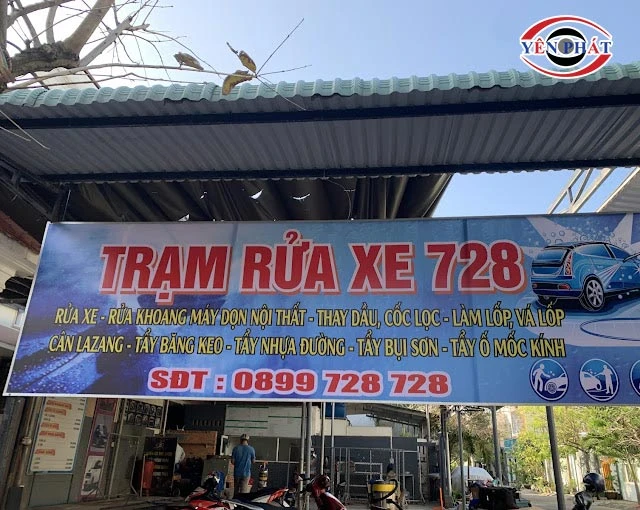 YÊN PHÁT
TRẠM RỬA XE 728
RỬA XE - RỬA KHOANG MÁY DỌN NỘI THẤT - THAY DẦU, CỐC LỌC - LÀM LỐP, VÁ LỐP
CÂN LAZANG - TẨY BĂNG KEO - TẨY NHỰA ĐƯỜNG - TẨY BỤI SƠN - TẨY Ố MỐC KÍNH
SĐT : 0899 728 728